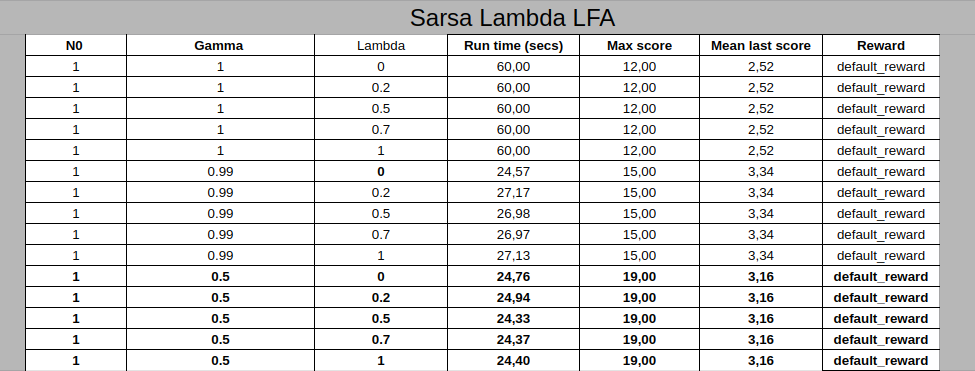 Sarsa Lambda LFA
N0 Gamma Lambda Run time (secs) Max score Mean last score Reward
1 1 0 60,00 12,00 2,52 default_reward
1 1 0.2 60,00 12,00 2,52 default_reward
1 1 0.5 60,00 12,00 2,52 default_reward
1 1 0.7 60,00 12,00 2,52 default_reward
1 1 1 60,00 12,00 2,52 default_reward
1 0.99 0 24,57 15,00 3,34 default_reward
1 0.99 0.2 27,17 15,00 3,34 default_reward
1 0.99 0.5 26,98 15,00 3,34 default_reward
1 0.99 0.7 26,97 15,00 3,34 default_reward
1 0.99 1 27,13 15,00 3,34 default_reward
1 0.5 0 24,76 19,00 3,16 default_reward
1 0.5 0.2 24,94 19,00 3,16 default_reward
1 0.5 0.5 24,33 19,00 3,16 default_reward
1 0.5 0.7 24,37 19,00 3,16 default_reward
1 0.5 1 24,40 19,00 3,16 default_reward